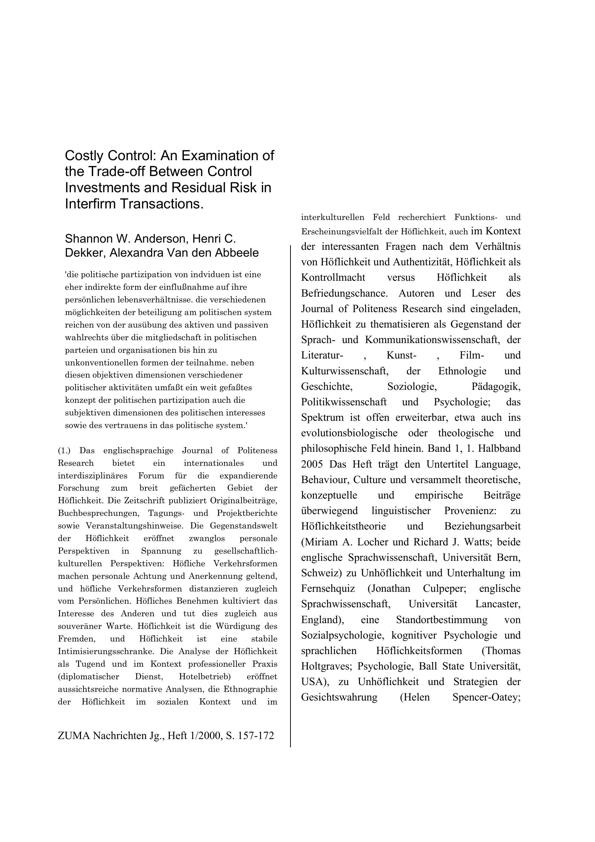 Costly Control: An Examination of
the Trade-off Between Control
Investments and Residual Risk in
Interfirm Transactions.
Shannon W. Anderson, Henri C.
Dekker, Alexandra Van den Abbeele
'die politische partizipation von indviduen ist eine
eher indirekte form der einflußnahme auf ihre
persönlichen lebensverhältnisse. die verschiedenen
möglichkeiten der beteiligung am politischen system
reichen von der ausübung des aktiven und passiven
wahlrechts über die mitgliedschaft in politischen
parteien und organisationen bis hin zu
unkonventionellen formen der teilnahme. neben
diesen objektiven dimensionen verschiedener
politischer aktivitäten umfaßt ein weit gefaßtes
konzept der politischen partizipation auch die
subjektiven dimensionen des politischen interesses
sowie des vertrauens in das politische system.'
(1.) Das englischsprachige Journal of Politeness
Research bietet ein internationales und
interdisziplinäres Forum für die expandierende
Forschung zum breit gefächerten Gebiet der
Höflichkeit. Die Zeitschrift publiziert Originalbeiträge,
Buchbesprechungen, Tagungs- und Projektberichte
sowie Veranstaltungshinweise. Die Gegenstandswelt
der Höflichkeit eröffnet zwanglos personale
Perspektiven in Spannung zu gesellschaftlich-
kulturellen Perspektiven: Höfliche Verkehrsformen
machen personale Achtung und Anerkennung geltend,
und höfliche Verkehrsformen distanzieren zugleich
vom Persönlichen. Höfliches Benehmen kultiviert das
Interesse des Anderen und tut dies zugleich aus
souveräner Warte. Höflichkeit ist die Würdigung des
Fremden, und Höflichkeit ist eine stabile
Intimisierungsschranke. Die Analyse der Höflichkeit
als Tugend und im Kontext professioneller Praxis
(diplomatischer Dienst, Hotelbetrieb) eröffnet
aussichtsreiche normative Analysen, die Ethnographie
der Höflichkeit im sozialen Kontext und im
ZUMA Nachrichten Jg., Heft 1/2000, S. 157-172
interkulturellen Feld recherchiert Funktions- und
Erscheinungsvielfalt der Höflichkeit, auch im Kontext
der interessanten Fragen nach dem Verhältnis
von Höflichkeit und Authentizität, Höflichkeit als
Kontrollmacht versus Höflichkeit als
Befriedungschance. Autoren und Leser des
Journal of Politeness Research sind eingeladen,
Höflichkeit zu thematisieren als Gegenstand der
Sprach- und Kommunikationswissenschaft, der
Literatur- , Kunst- , Film- und
Kulturwissenschaft, der Ethnologie und
Geschichte, Soziologie, Pädagogik,
Politikwissenschaft und Psychologie; das
Spektrum ist offen erweiterbar, etwa auch ins
evolutionsbiologische oder theologische und
philosophische Feld hinein. Band 1, 1. Halbband
2005 Das Heft trägt den Untertitel Language,
Behaviour, Culture und versammelt theoretische,
konzeptuelle und empirische Beiträge
überwiegend linguistischer Provenienz: zu
Höflichkeitstheorie und Beziehungsarbeit
(Miriam A. Locher und Richard J. Watts; beide
englische Sprachwissenschaft, Universität Bern,
Schweiz) zu Unhöflichkeit und Unterhaltung im
Fernsehquiz (Jonathan Culpeper; englische
Sprachwissenschaft, Universität Lancaster,
England), eine Standortbestimmung von
Sozialpsychologie, kognitiver Psychologie und
sprachlichen Höflichkeitsformen (Thomas
Holtgraves; Psychologie, Ball State Universität,
USA), zu Unhöflichkeit und Strategien der
Gesichtswahrung (Helen Spencer-Oatey;